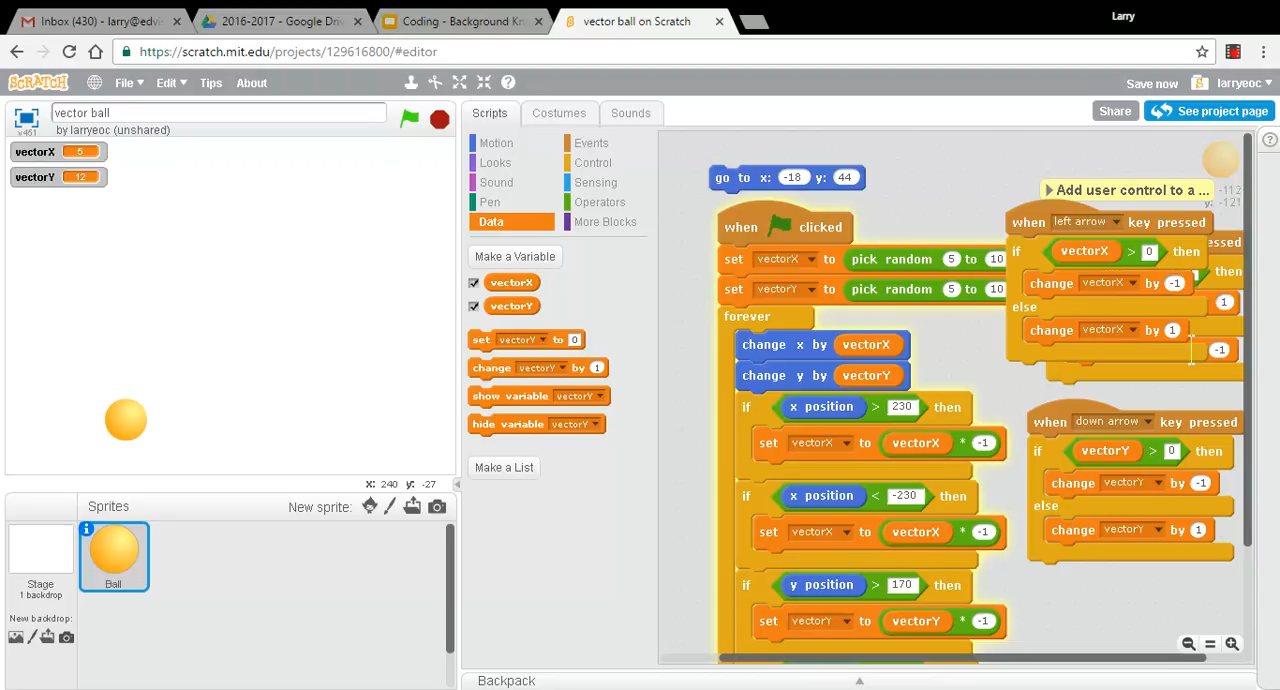 Larry
Inbox (430) - larry@edvis
2016-2017 - Google Driv
Coding - Background Kn
vector ball on Scratch
https://scratch.mit.edu/projects/129616800/#editor
SCRATCH
File
Edit
Tips
About
Save now
larryeoc
vector ball
by larryeoc (unshared)
v461
Scripts
Costumes
Sounds
Share
See project page
vectorX 5
vectorY 12
Motion
Looks
Sound
Pen
Data
Events
Control
Sensing
Operators
More Blocks
Make a Variable
vectorX
vectorY
set vectorY to 0
change vectorY by 1
show variable vectorY
hide variable vectorY
Make a List
go to x: -18 y: 44
when clicked
set vectorX to pick random 5 to 10
set vectorY to pick random 5 to 10
forever
change x by vectorX
change y by vectorY
if x position > 230 then
set vectorX to vectorX * -1
if x position < -230 then
set vectorX to vectorX * -1
if y position > 170 then
set vectorY to vectorY * -1
Add user control to a ...
-112
y: -121
when left arrow key pressed
if vectorX > 0 then
change vectorX by -1
else
change vectorX by 1
essed
then
1
-1
when down arrow key pressed
if vectorY > 0 then
change vectorY by -1
else
change vectorY by 1
x: 240 y: -27
Sprites
New sprite:
Stage
1 backdrop
New backdrop:
Ball
Backpack